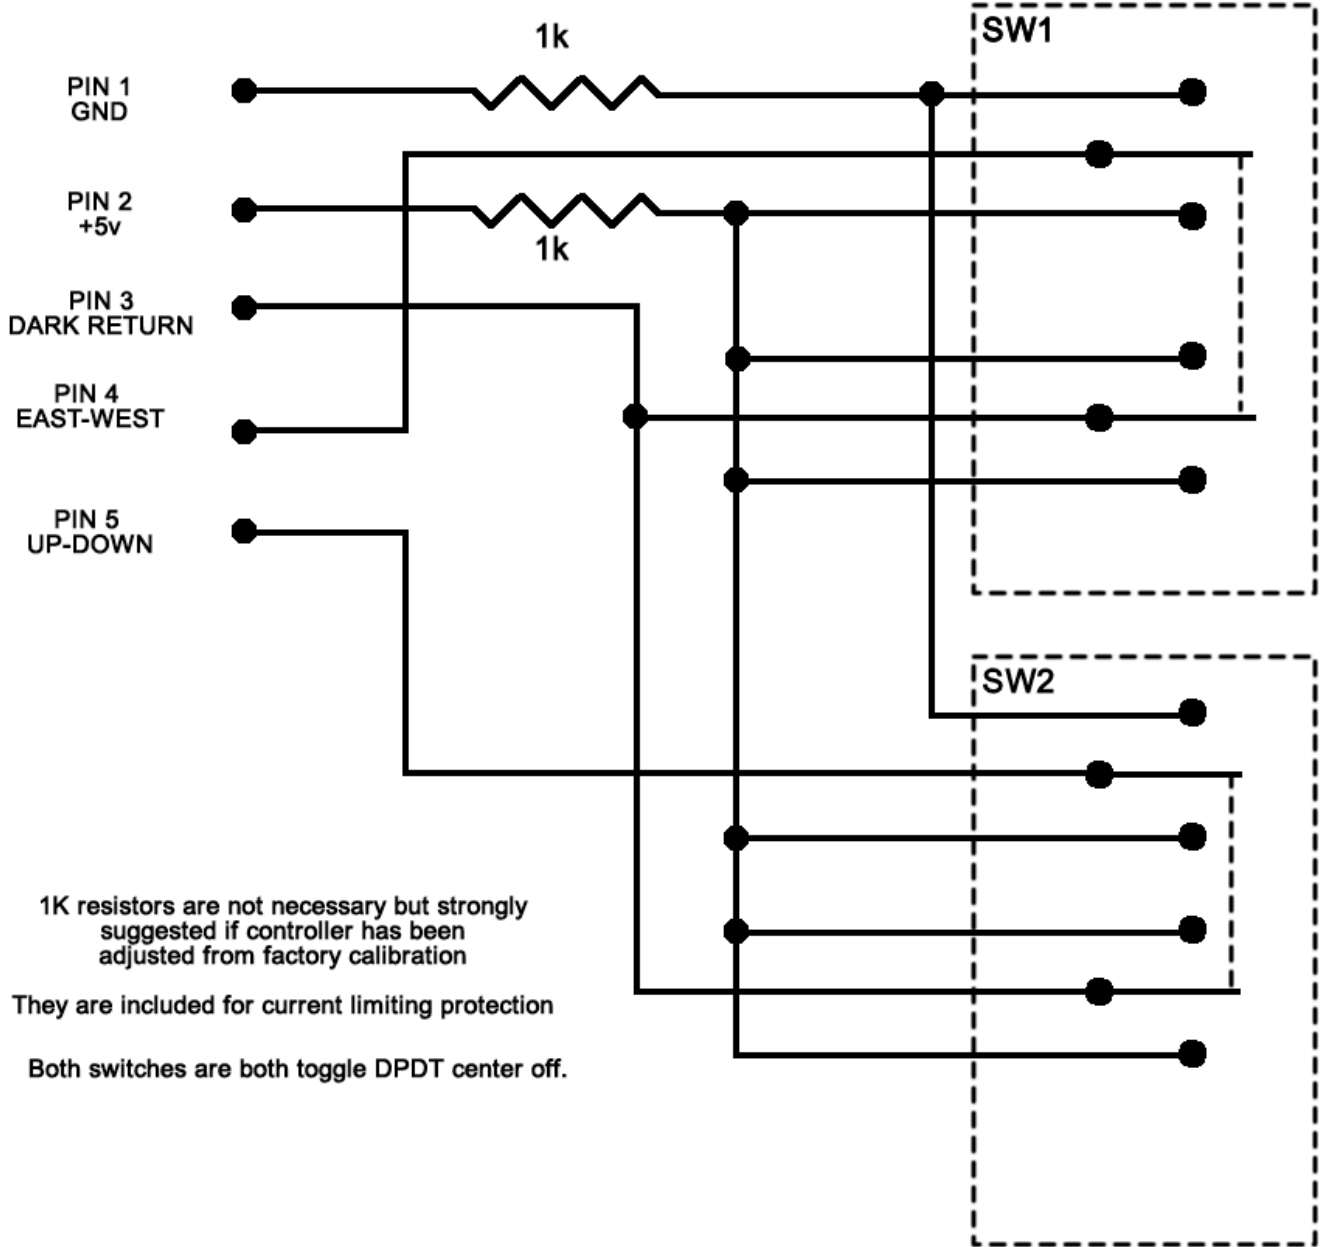 1k
SW1
PIN 1
GND
PIN 2
+5v
1k
PIN 3
DARK RETURN
PIN 4
EAST-WEST
PIN 5
UP-DOWN
SW2
1K resistors are not necessary but strongly
suggested if controller has been
adjusted from factory calibration
They are included for current limiting protection
Both switches are both toggle DPDT center off.